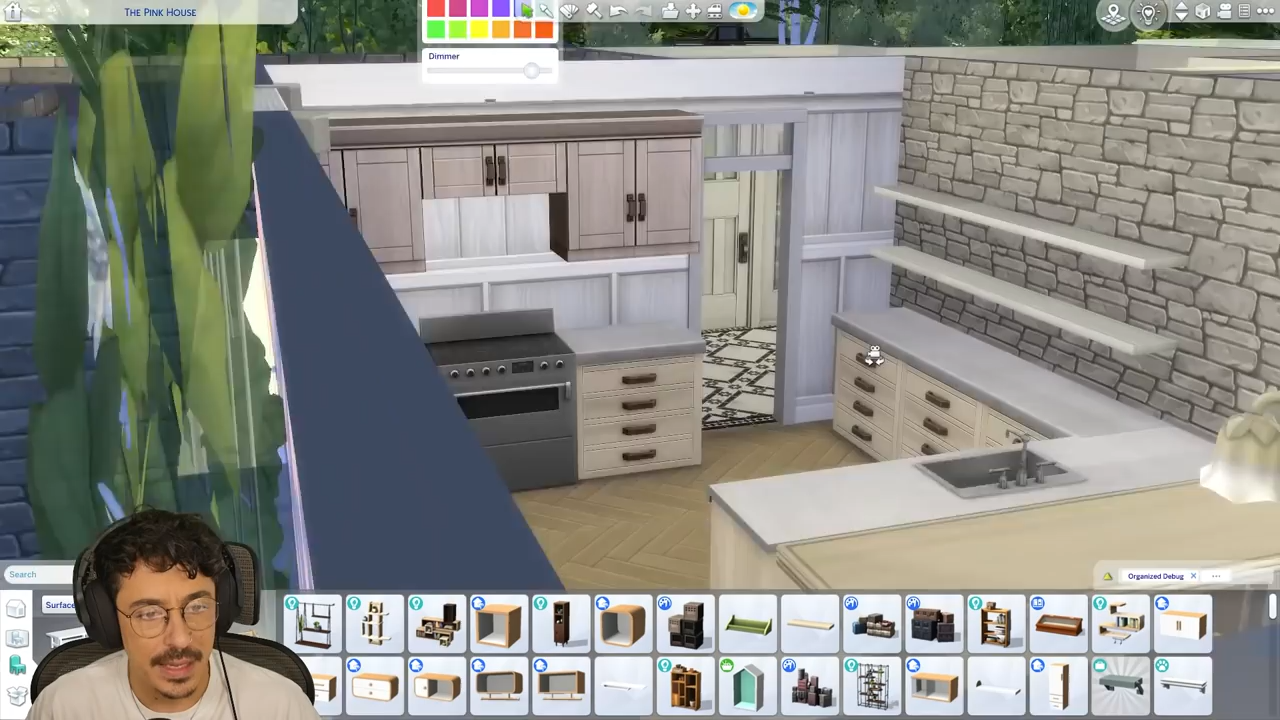 THE PINK HOUSE
Dimmer
Search
Organized Debug
Surface